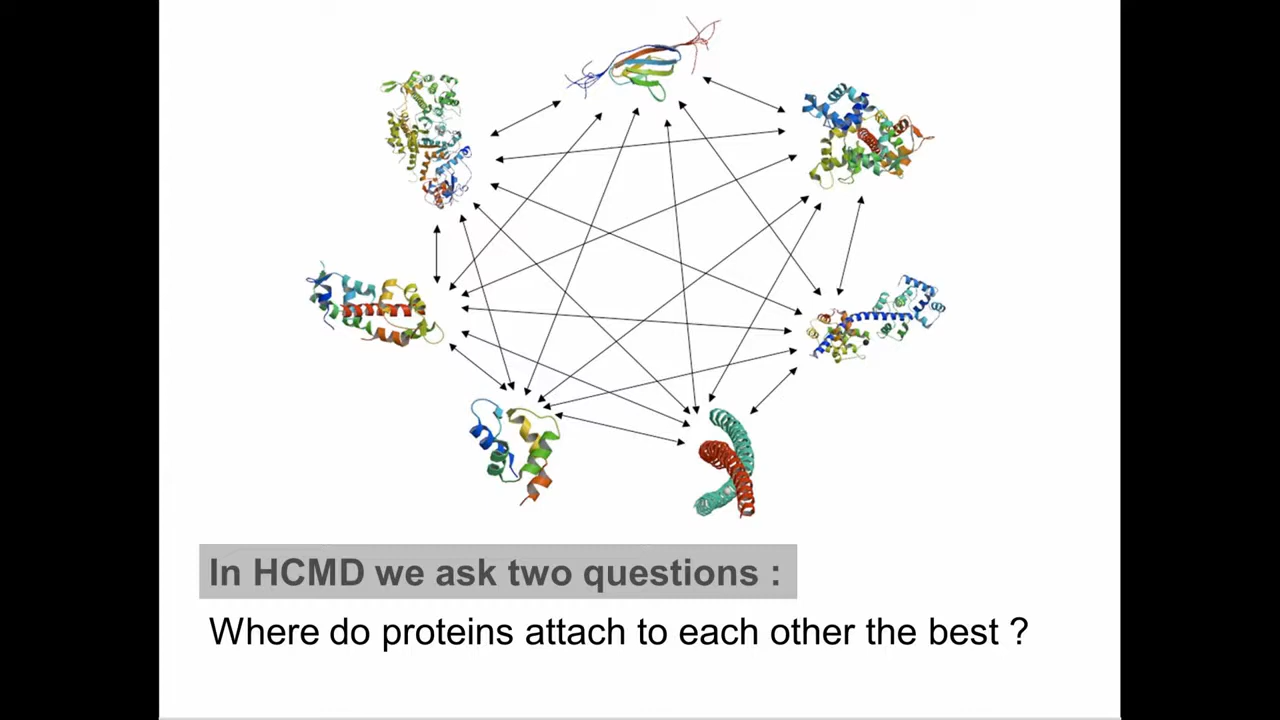 In HCMD we ask two questions :
Where do proteins attach to each other the best ?